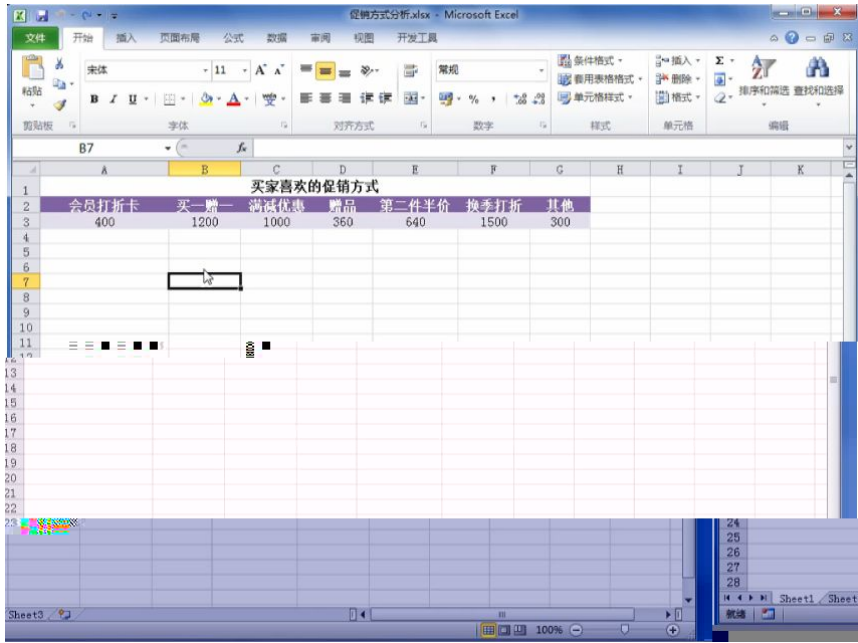 促销方式分析.xlsx - Microsoft Excel
文件 开始 插入 页面布局 公式 数据 审阅 视图 开发工具
宋体 11 常规 条件格式 插入
粘贴 套用表格格式 删除 排序和筛选 查找和选择
B I U % 单元格样式 格式
剪贴板 字体 对齐方式 数字 样式 单元格 编辑
B7 fx
A B C D E F G H I J K
1 买家喜欢的促销方式
2 会员打折卡 买一赠一 满减优惠 赠品 第二件半价 换季打折 其他
3 400 1200 1000 360 640 1500 300
4
5
6
7
8
9
10
11
12
13
14
15
16
17
18
19
20
21
22
23 24
25
26
27
28
Sheet1 Sheet
Sheet3 就绪
100%